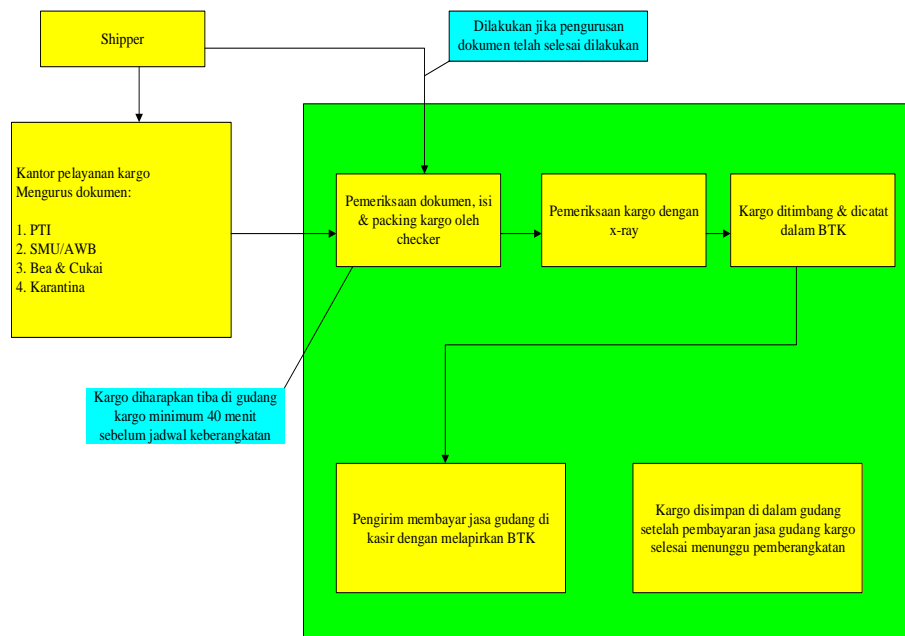 Shipper
Dilakukan jika pengurusan
dokumen telah selesai dilakukan
Kantor pelayanan kargo
Mengurus dokumen:
1. PTI
2. SMU/AWB
3. Bea & Cukai
4. Karantina
Pemeriksaan dokumen, isi
& packing kargo oleh
checker
Pemeriksaan kargo dengan
x-ray
Kargo ditimbang & dicatat
dalam BTK
Kargo diharapkan tiba di gudang
kargo minimum 40 menit
sebelum jadwal keberangkatan
Pengirim membayar jasa gudang di
kasir dengan melapirkan BTK
Kargo disimpan di dalam gudang
setelah pembayaran jasa gudang kargo
selesai menunggu pemberangkatan